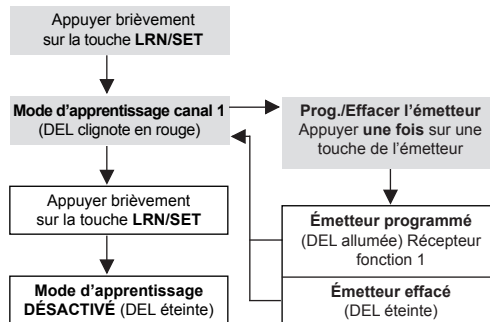 Appuyer brièvement
sur la touche LRN/SET
Mode d'apprentissage canal 1
(DEL clignote en rouge)
Prog./Effacer l'émetteur
Appuyer une fois sur une
touche de l'émetteur
Appuyer brièvement
sur la touche LRN/SET
Émetteur programmé
(DEL allumée) Récepteur
fonction 1
Mode d'apprentissage
DÉSACTIVÉ (DEL éteinte)
Émetteur effacé
(DEL éteinte)